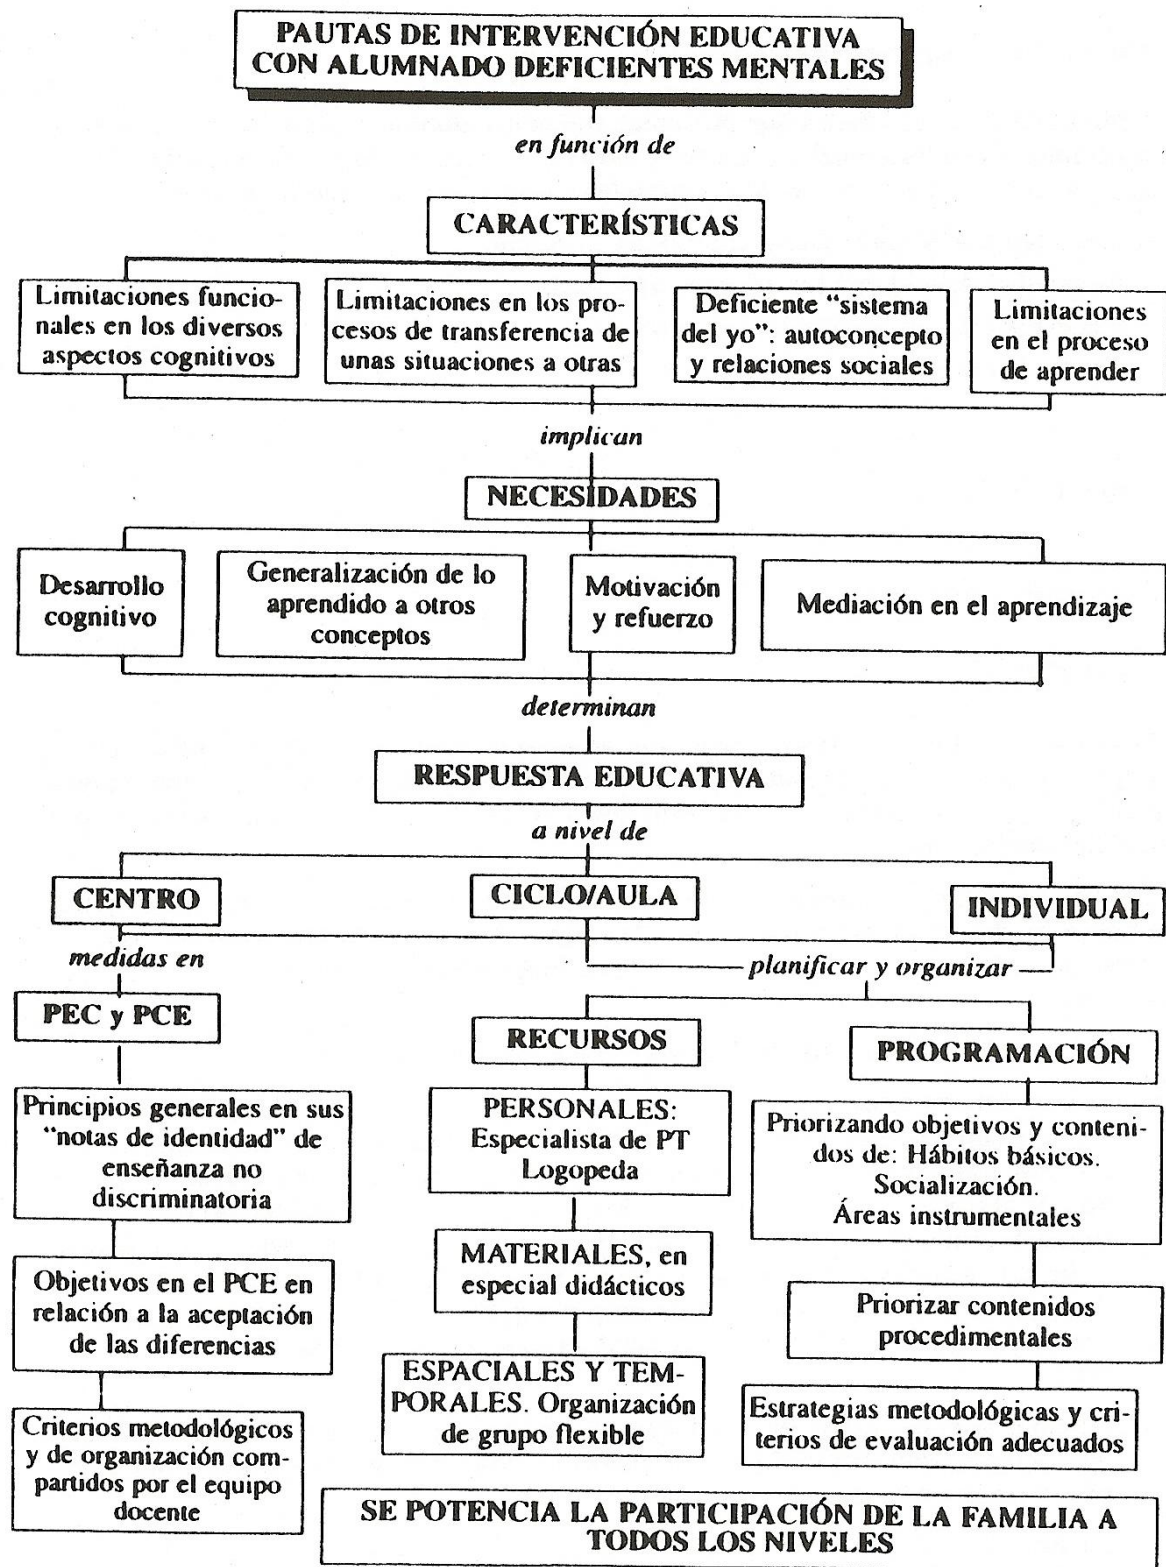 PAUTAS DE INTERVENCIÓN EDUCATIVA
CON ALUMNADO DEFICIENTES MENTALES
en función de
CARACTERÍSTICAS
Limitaciones funcio-
nales en los diversos
aspectos cognitivos
Limitaciones en los pro-
cesos de transferencia de
unas situaciones a otras
Deficiente “sistema
del yo”: autoconcepto
y relaciones sociales
Limitaciones
en el proceso
de aprender
implican
NECESIDADES
Desarrollo
cognitivo
Generalización de lo
aprendido a otros
conceptos
Motivación
y refuerzo
Mediación en el aprendizaje
determinan
RESPUESTA EDUCATIVA
a nivel de
CENTRO
CICLO/AULA
INDIVIDUAL
medidas en
planificar y organizar
PEC y PCE
RECURSOS
PROGRAMACIÓN
Principios generales en sus
“notas de identidad” de
enseñanza no
discriminatoria
PERSONALES:
Especialista de PT
Logopeda
Priorizando objetivos y conteni-
dos de: Hábitos básicos.
Socialización.
Áreas instrumentales
Objetivos en el PCE en
relación a la aceptación
de las diferencias
MATERIALES, en
especial didácticos
Priorizar contenidos
procedimentales
Criterios metodológicos
y de organización com-
partidos por el equipo
docente
ESPACIALES Y TEM-
PORALES. Organización
de grupo flexible
Estrategias metodológicas y cri-
terios de evaluación adecuados
SE POTENCIA LA PARTICIPACIÓN DE LA FAMILIA A
TODOS LOS NIVELES